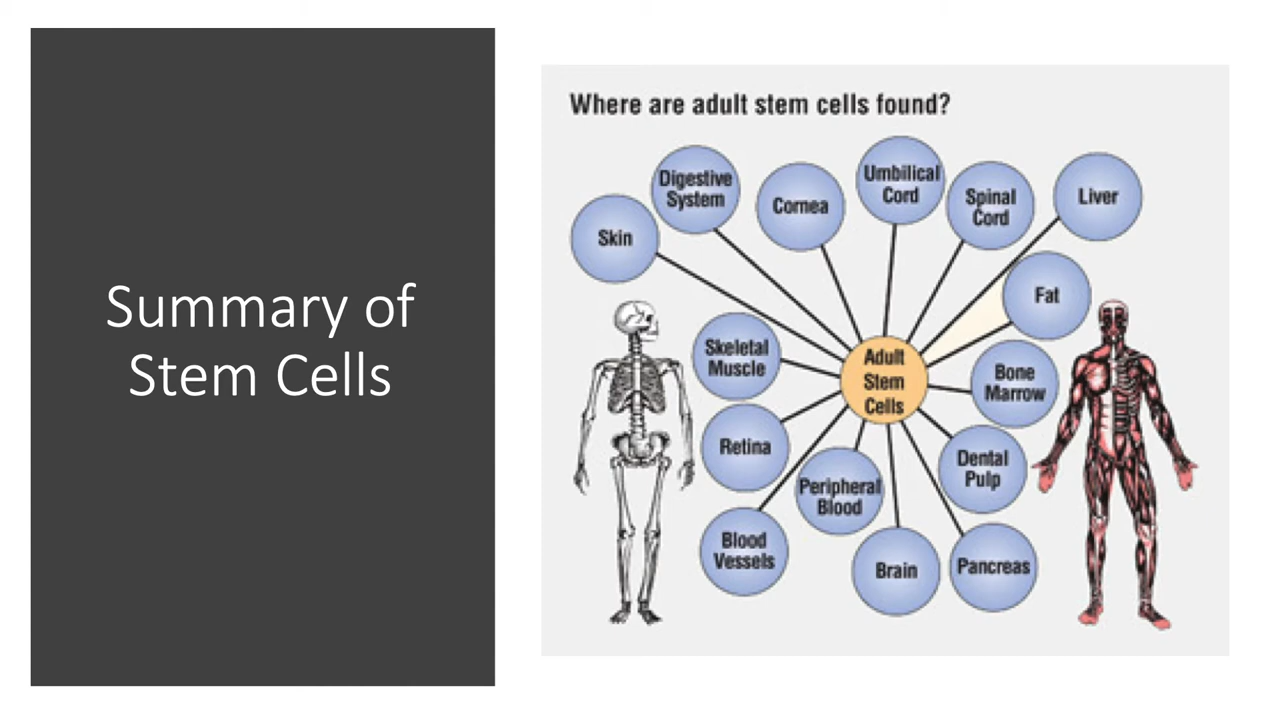 Summary of
Stem Cells
Where are adult stem cells found?
Skin
Digestive
System
Cornea
Umbilical
Cord
Spinal
Cord
Liver
Fat
Skeletal
Muscle
Adult
Stem
Cells
Bone
Marrow
Retina
Peripheral
Blood
Dental
Pulp
Blood
Vessels
Brain
Pancreas